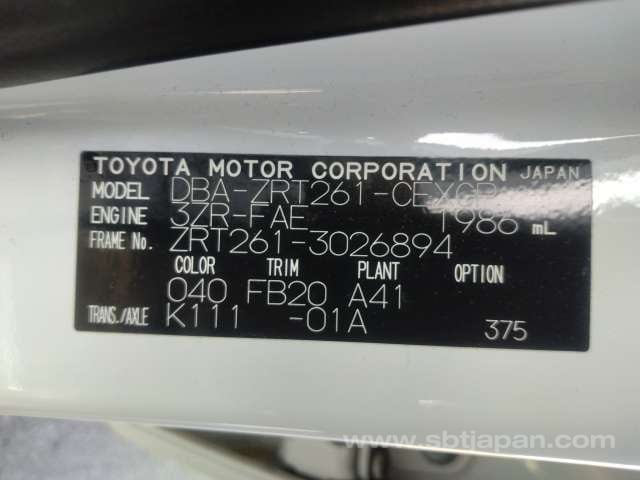 TOYOTA MOTOR CORPORATION JAPAN
MODEL DBA-ZRT261-CEXGP
ENGINE 3ZR-FAE 1986 mL
FRAME No. ZRT261-3026894
COLOR TRIM PLANT OPTION
040 FB20 A41
TRANS./AXLE K111 -01A 375
www.sbtjapan.com